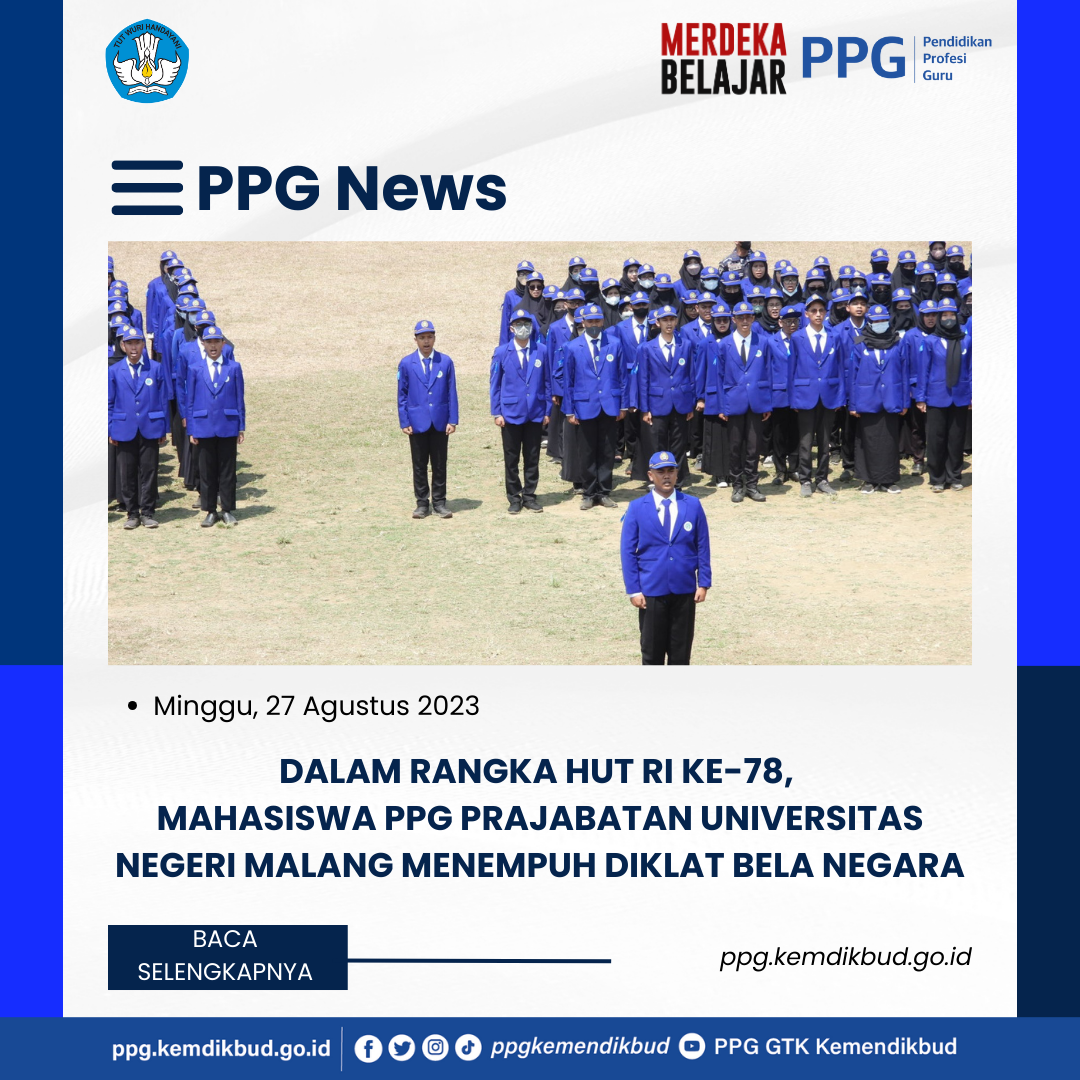 TUT WURI HANDAYANI
MERDEKA
BELAJAR
PPG
Pendidikan
Profesi
Guru
PPG News
• Minggu, 27 Agustus 2023
DALAM RANGKA HUT RI KE-78,
MAHASISWA PPG PRAJABATAN UNIVERSITAS
NEGERI MALANG MENEMPUH DIKLAT BELA NEGARA
BACA
SELENGKAPNYA
ppg.kemdikbud.go.id
ppg.kemdikbud.go.id
ppgkemendikbud
PPG GTK Kemendikbud